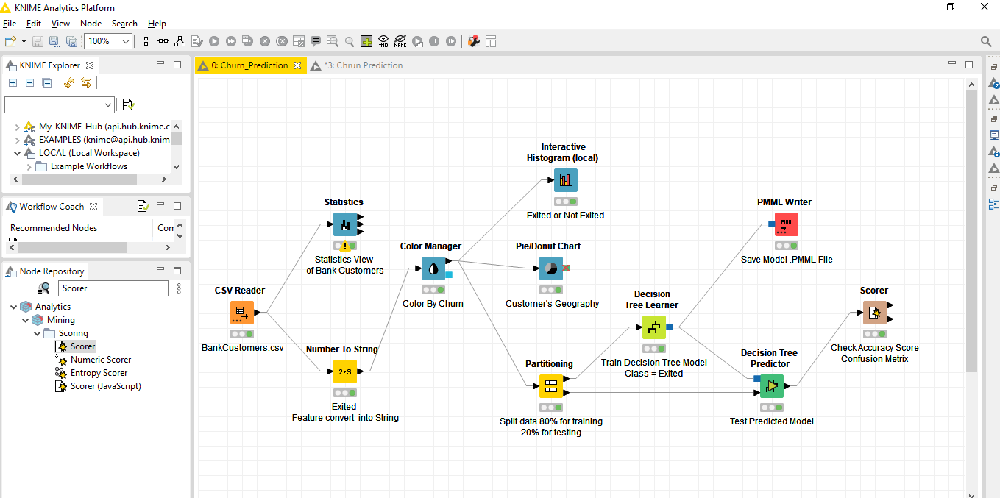 KNIME Analytics Platform
File Edit View Node Search Help
100%
#ID
NAME
KNIME Explorer
My-KNIME-Hub (api.hub.knime.c
EXAMPLES (knime@api.hub.knim
LOCAL (Local Workspace)
Example Workflows
Workflow Coach
Recommended Nodes
Com
Node Repository
Scorer
Analytics
Mining
Scoring
Scorer
Numeric Scorer
Entropy Scorer
Scorer (JavaScript)
0: Churn_Prediction
*3: Chrun Prediction
Interactive
Histogram (local)
Exited or Not Exited
Statistics
Statistics View
of Bank Customers
PMML Writer
PMML
Save Model .PMML File
Color Manager
Color By Churn
Pie/Donut Chart
Customer's Geography
CSV Reader
BankCustomers.csv
Decision
Tree Learner
Train Decision Tree Model
Class = Exited
Scorer
Check Accuracy Score
Confusion Metrix
Number To String
2▸S
Exited
Feature convert into String
Partitioning
Split data 80% for training
20% for testing
Decision Tree
Predictor
Test Predicted Model